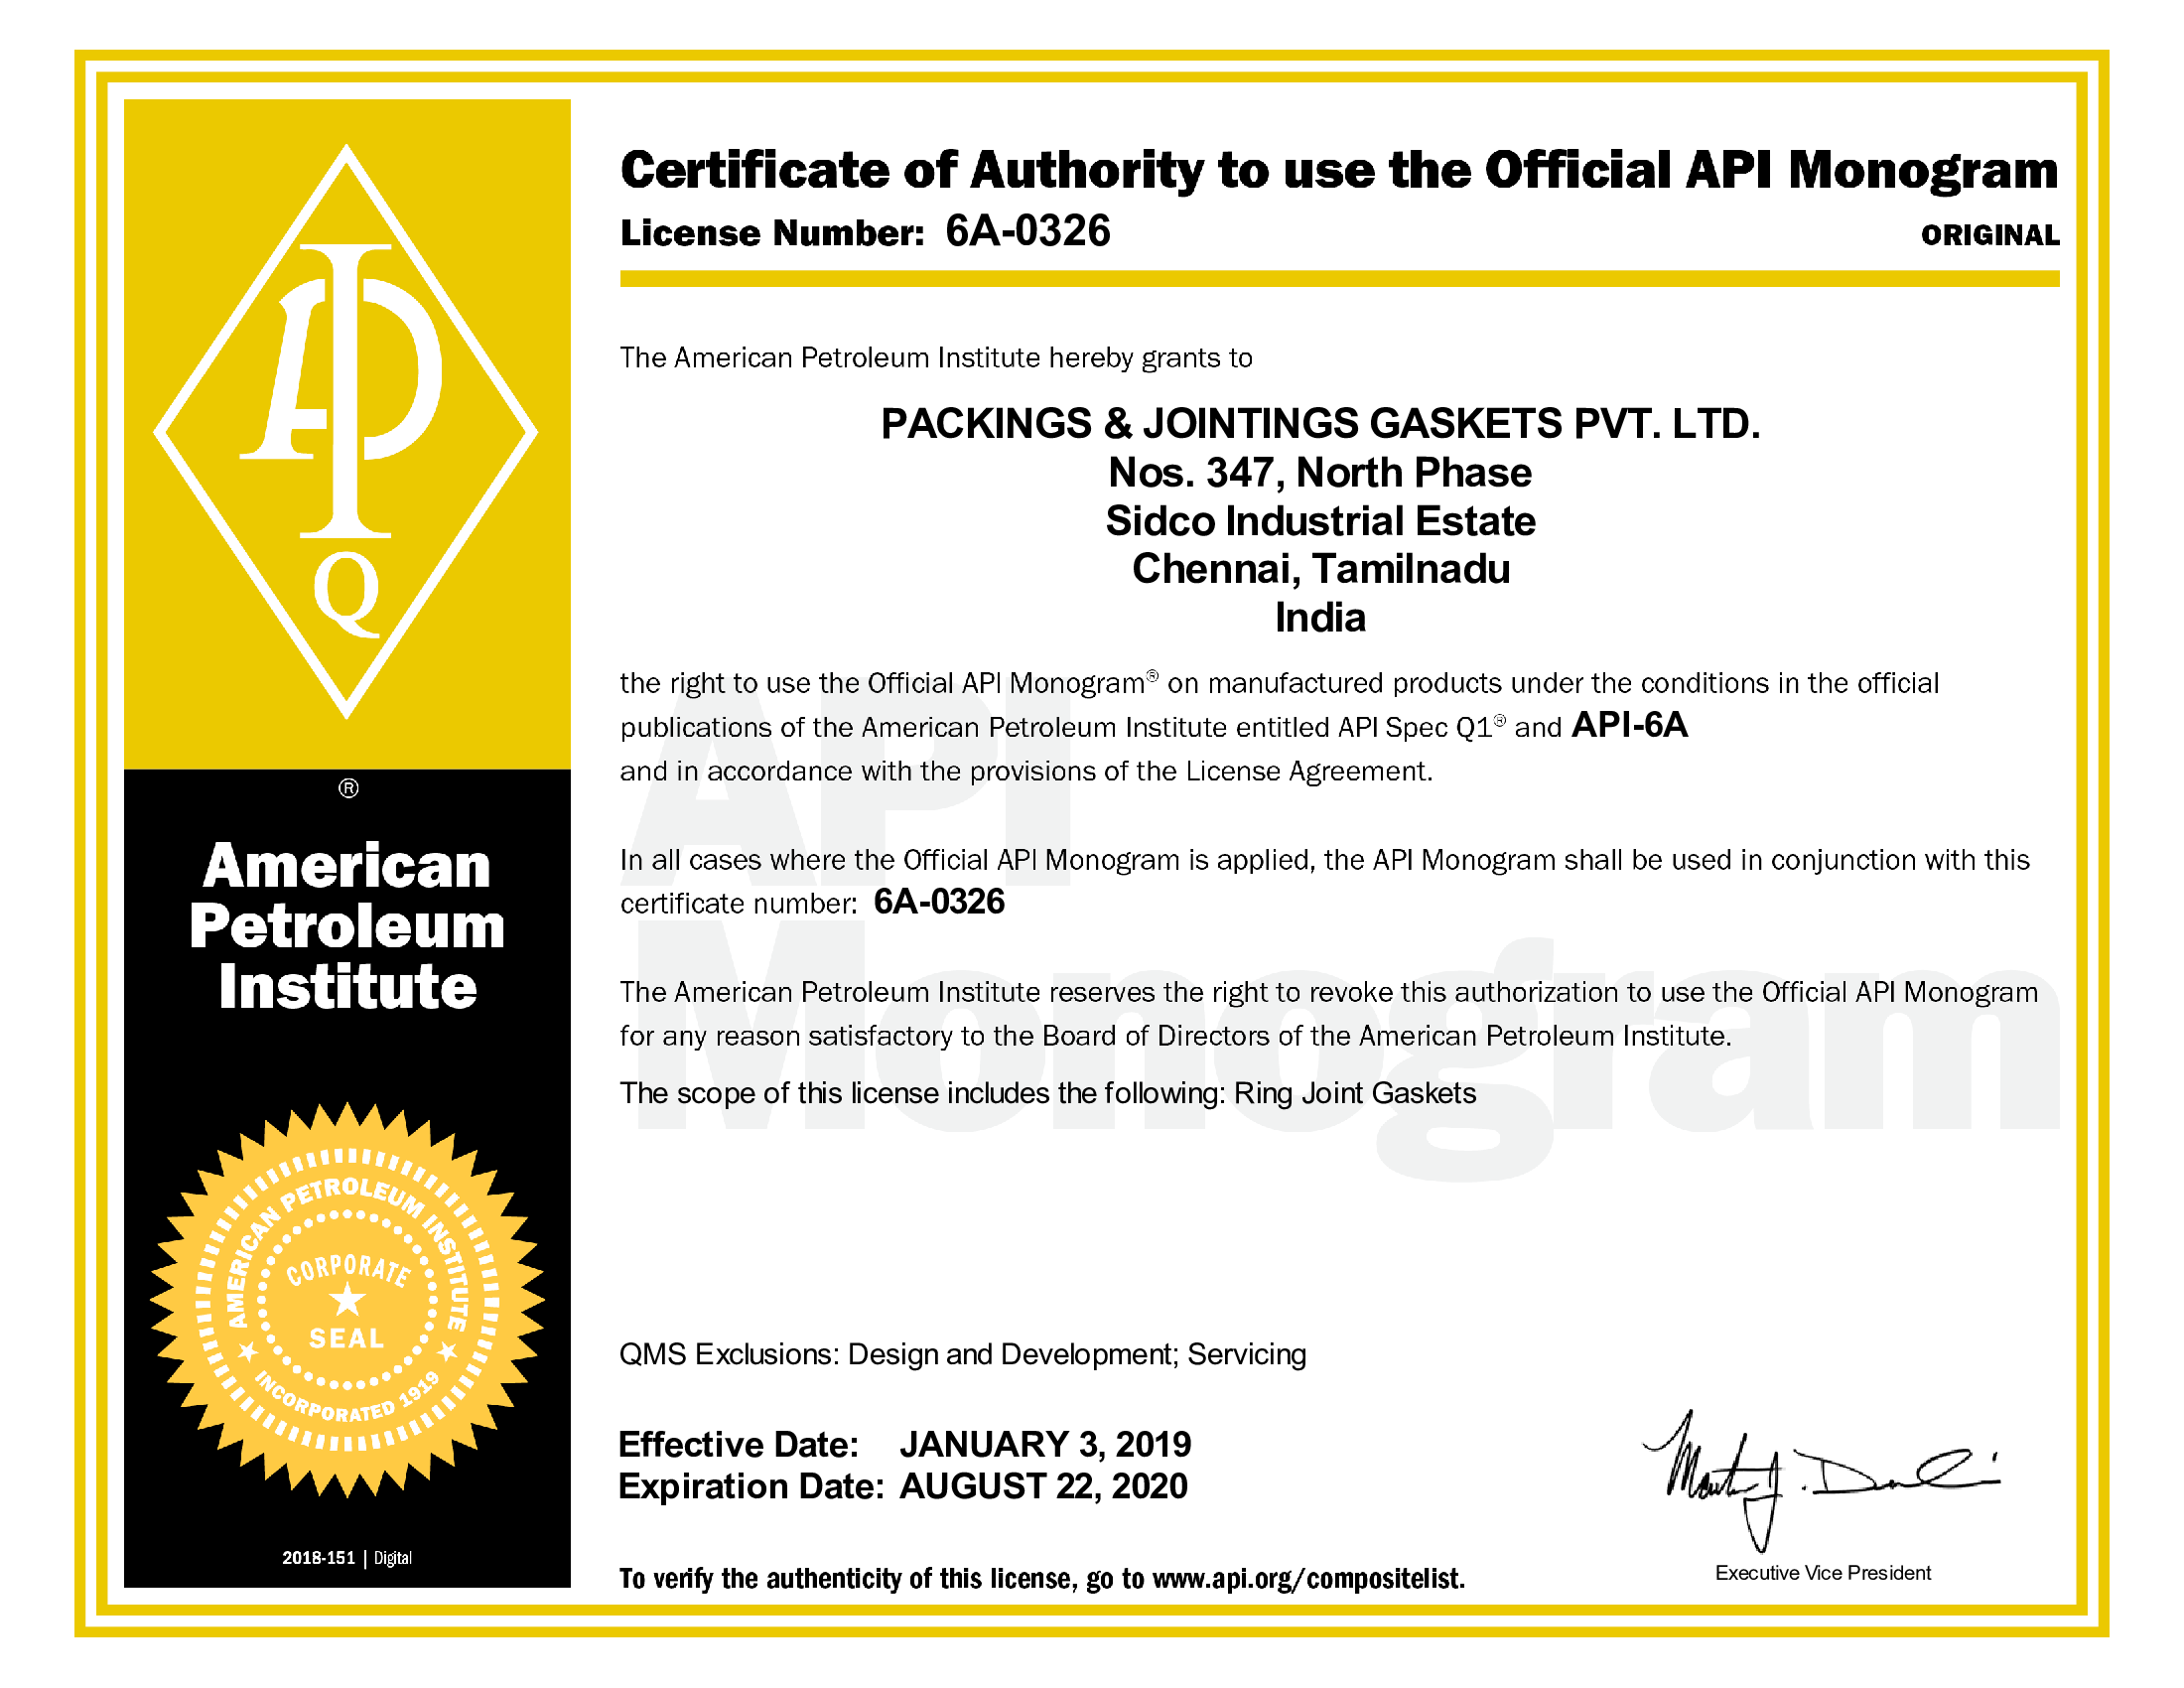 Certificate of Authority to use the Official API Monogram
License Number: 6A-0326
ORIGINAL
The American Petroleum Institute hereby grants to
PACKINGS & JOINTINGS GASKETS PVT. LTD.
Nos. 347, North Phase
Sidco Industrial Estate
Chennai, Tamilnadu
India
the right to use the Official API Monogram® on manufactured products under the conditions in the official
publications of the American Petroleum Institute entitled API Spec Q1® and API-6A
and in accordance with the provisions of the License Agreement.
In all cases where the Official API Monogram is applied, the API Monogram shall be used in conjunction with this
certificate number: 6A-0326
The American Petroleum Institute reserves the right to revoke this authorization to use the Official API Monogram
for any reason satisfactory to the Board of Directors of the American Petroleum Institute.
The scope of this license includes the following: Ring Joint Gaskets
QMS Exclusions: Design and Development; Servicing
Effective Date: JANUARY 3, 2019
Expiration Date: AUGUST 22, 2020
To verify the authenticity of this license, go to www.api.org/compositelist.
Executive Vice President
API
Q
®
American
Petroleum
Institute
AMERICAN PETROLEUM INSTITUTE
CORPORATE
SEAL
INCORPORATED 1919
2018-151 | Digital
API
Monogram